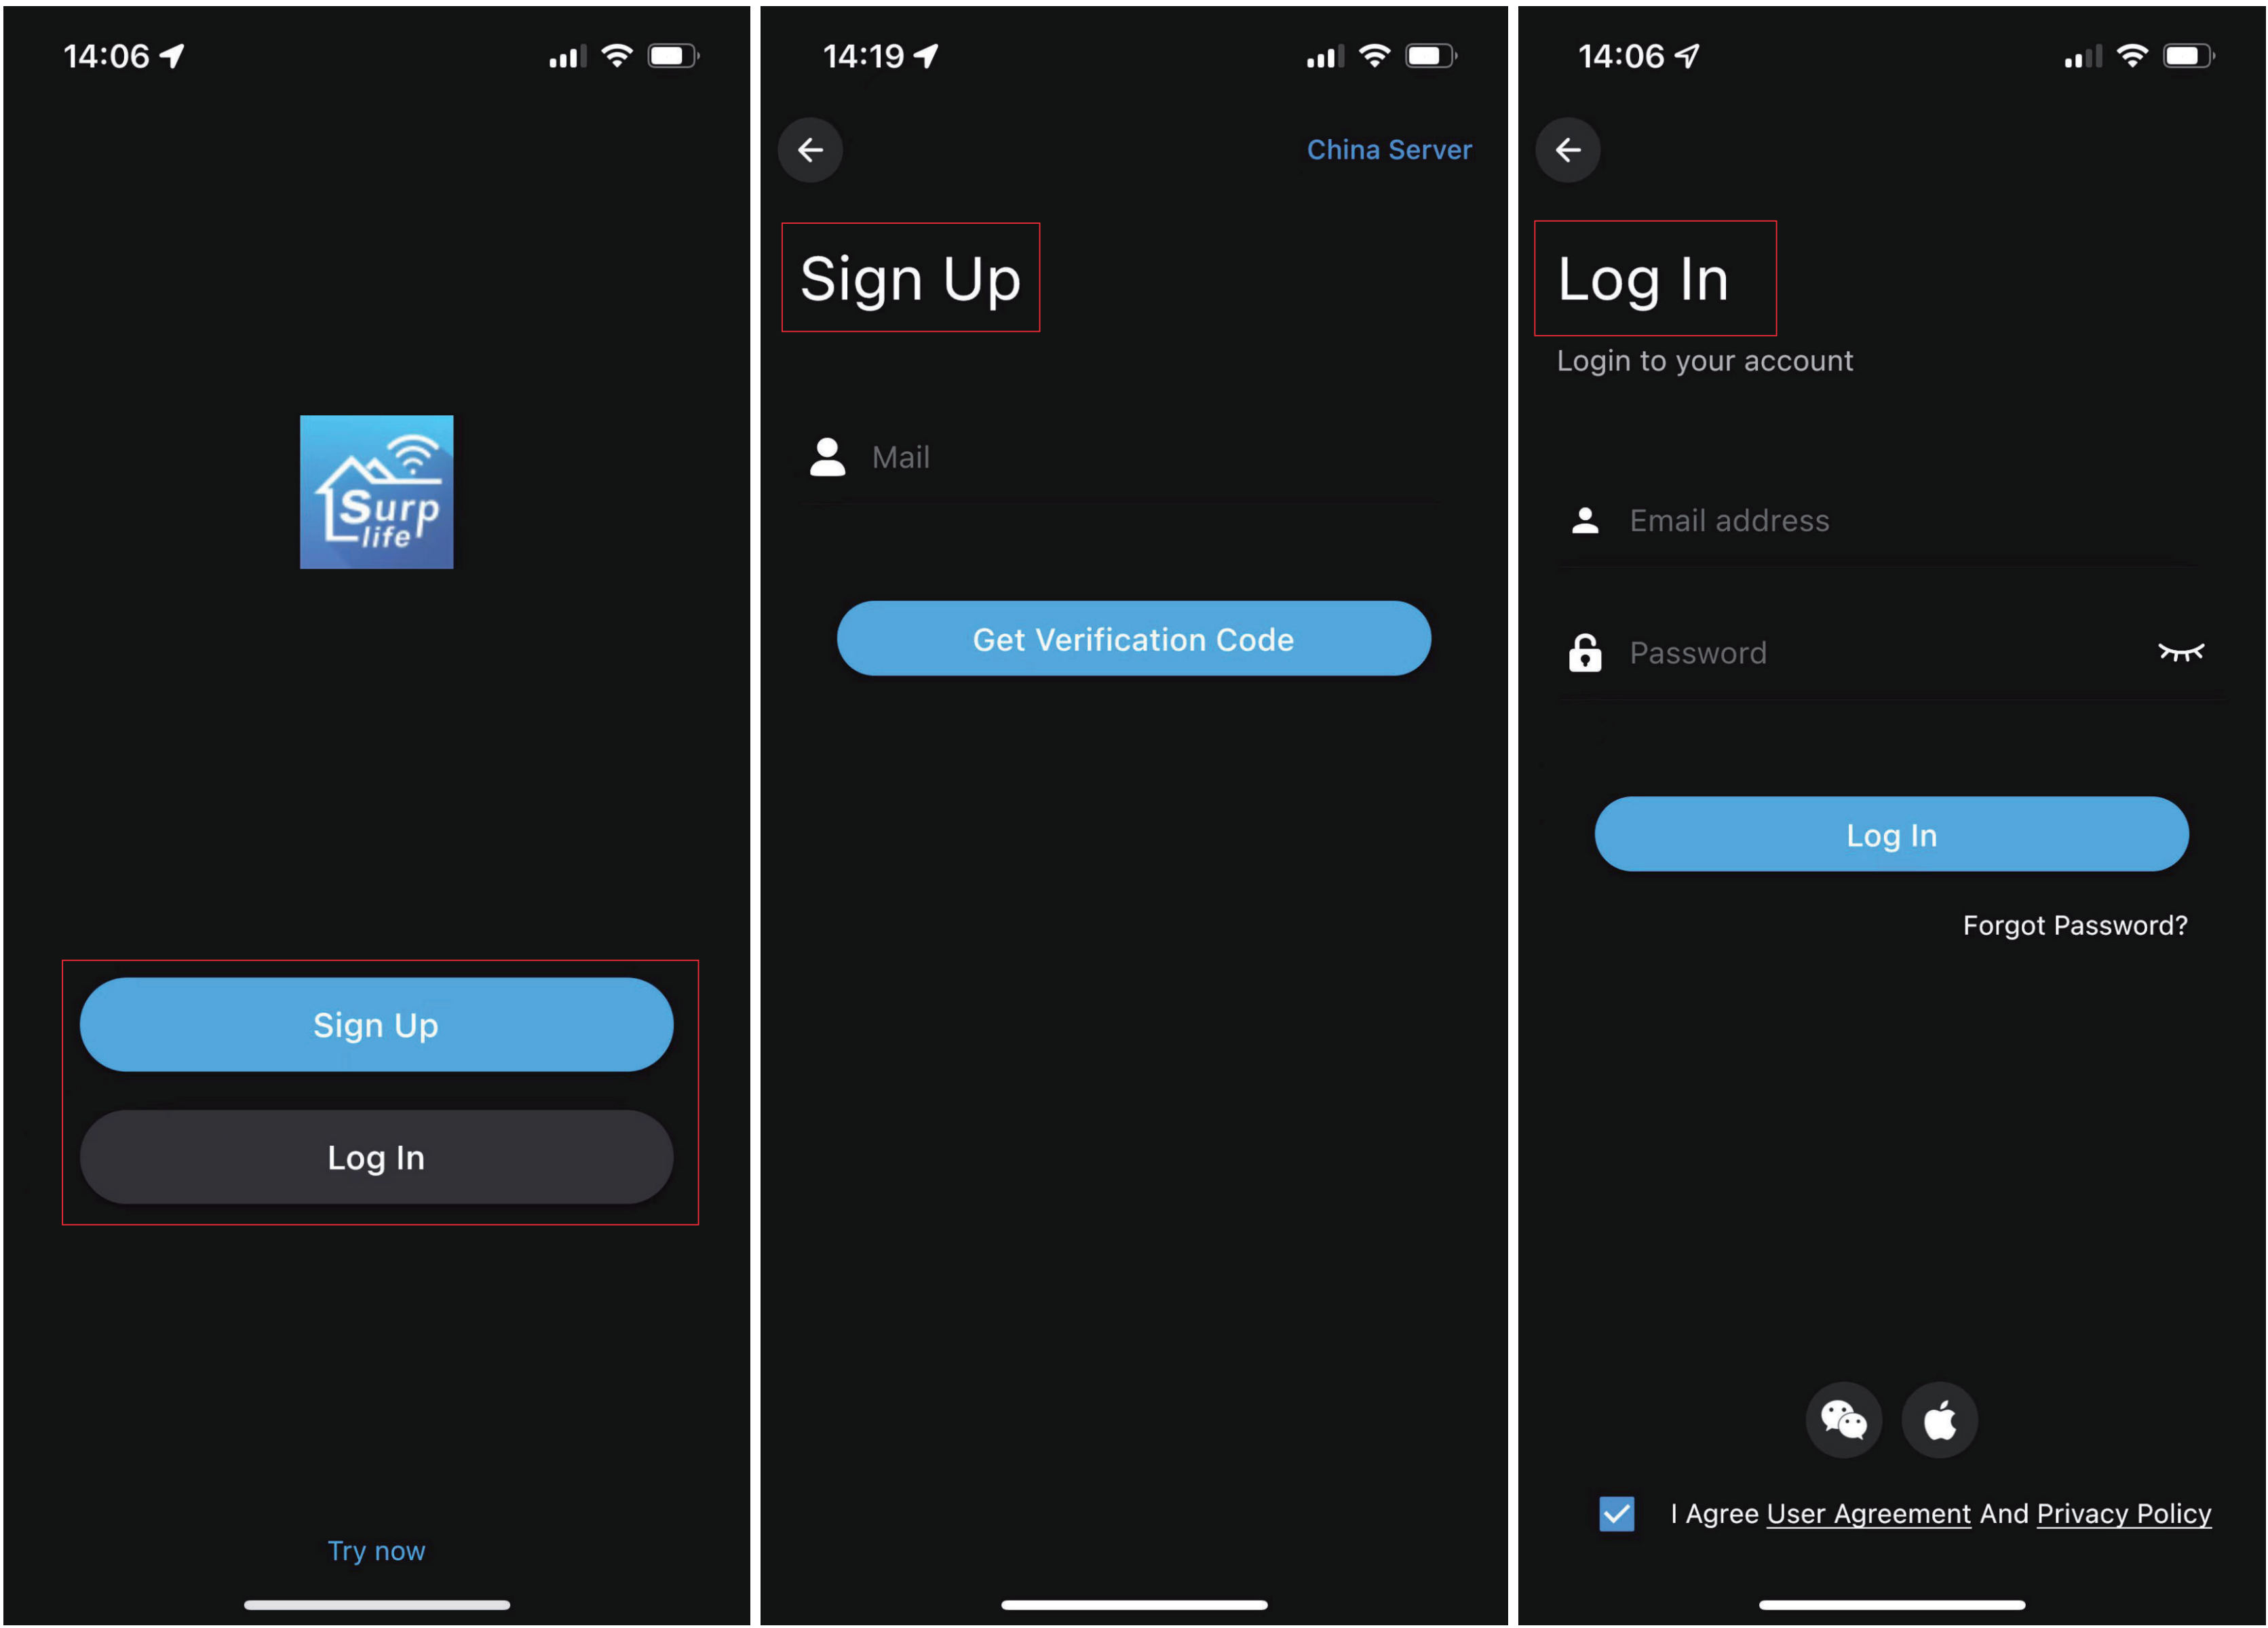 14:06
Surp
life
Sign Up
Log In
Try now
14:19
China Server
Sign Up
Mail
Get Verification Code
14:06
Log In
Login to your account
Email address
Password
Log In
Forgot Password?
I Agree User Agreement And Privacy Policy